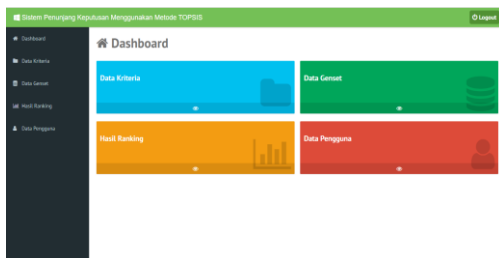 Sistem Penunjang Keputusan Menggunakan Metode TOPSIS
Logout
Dashboard
Data Kriteria
Data Genset
Hasil Ranking
Data Pengguna
Dashboard
Data Kriteria
Data Genset
Hasil Ranking
Data Pengguna